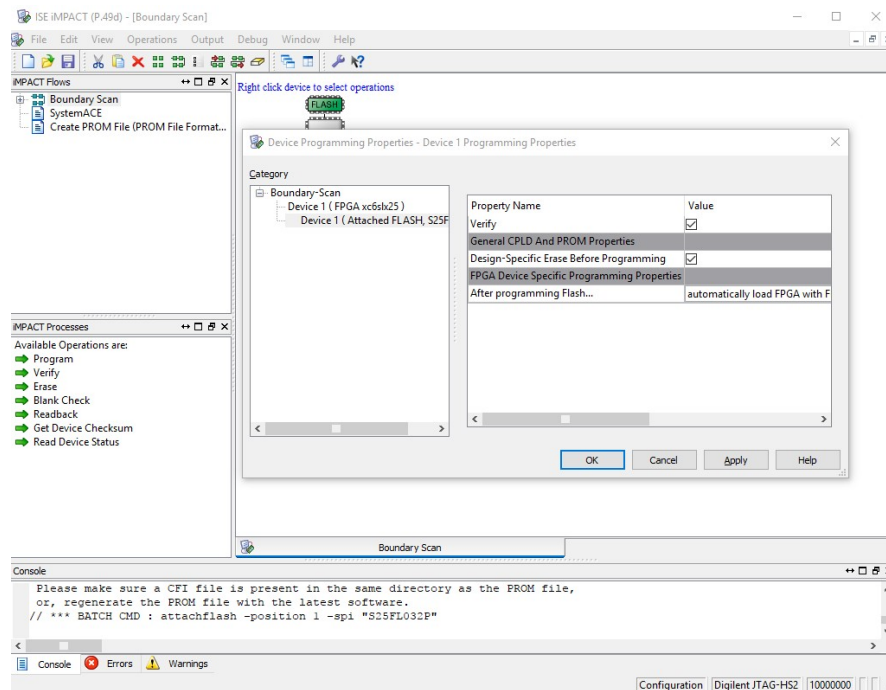 ISE iMPACT (P.49d) - [Boundary Scan]
File Edit View Operations Output Debug Window Help
iMPACT Flows
Boundary Scan
SystemACE
Create PROM File (PROM File Format...
Right click device to select operations
FLASH
Device Programming Properties - Device 1 Programming Properties
Category
Boundary-Scan
Device 1 ( FPGA xc6slx25 )
Device 1 ( Attached FLASH, S25F
Property Name Value
Verify
General CPLD And PROM Properties
Design-Specific Erase Before Programming
FPGA Device Specific Programming Properties
After programming Flash... automatically load FPGA with F
OK Cancel Apply Help
iMPACT Processes
Available Operations are:
Program
Verify
Erase
Blank Check
Readback
Get Device Checksum
Read Device Status
Boundary Scan
Console
Please make sure a CFI file is present in the same directory as the PROM file,
or, regenerate the PROM file with the latest software.
// *** BATCH CMD : attachflash -position 1 -spi "S25FL032P"
Console Errors Warnings
Configuration Digilent JTAG-HS2 10000000